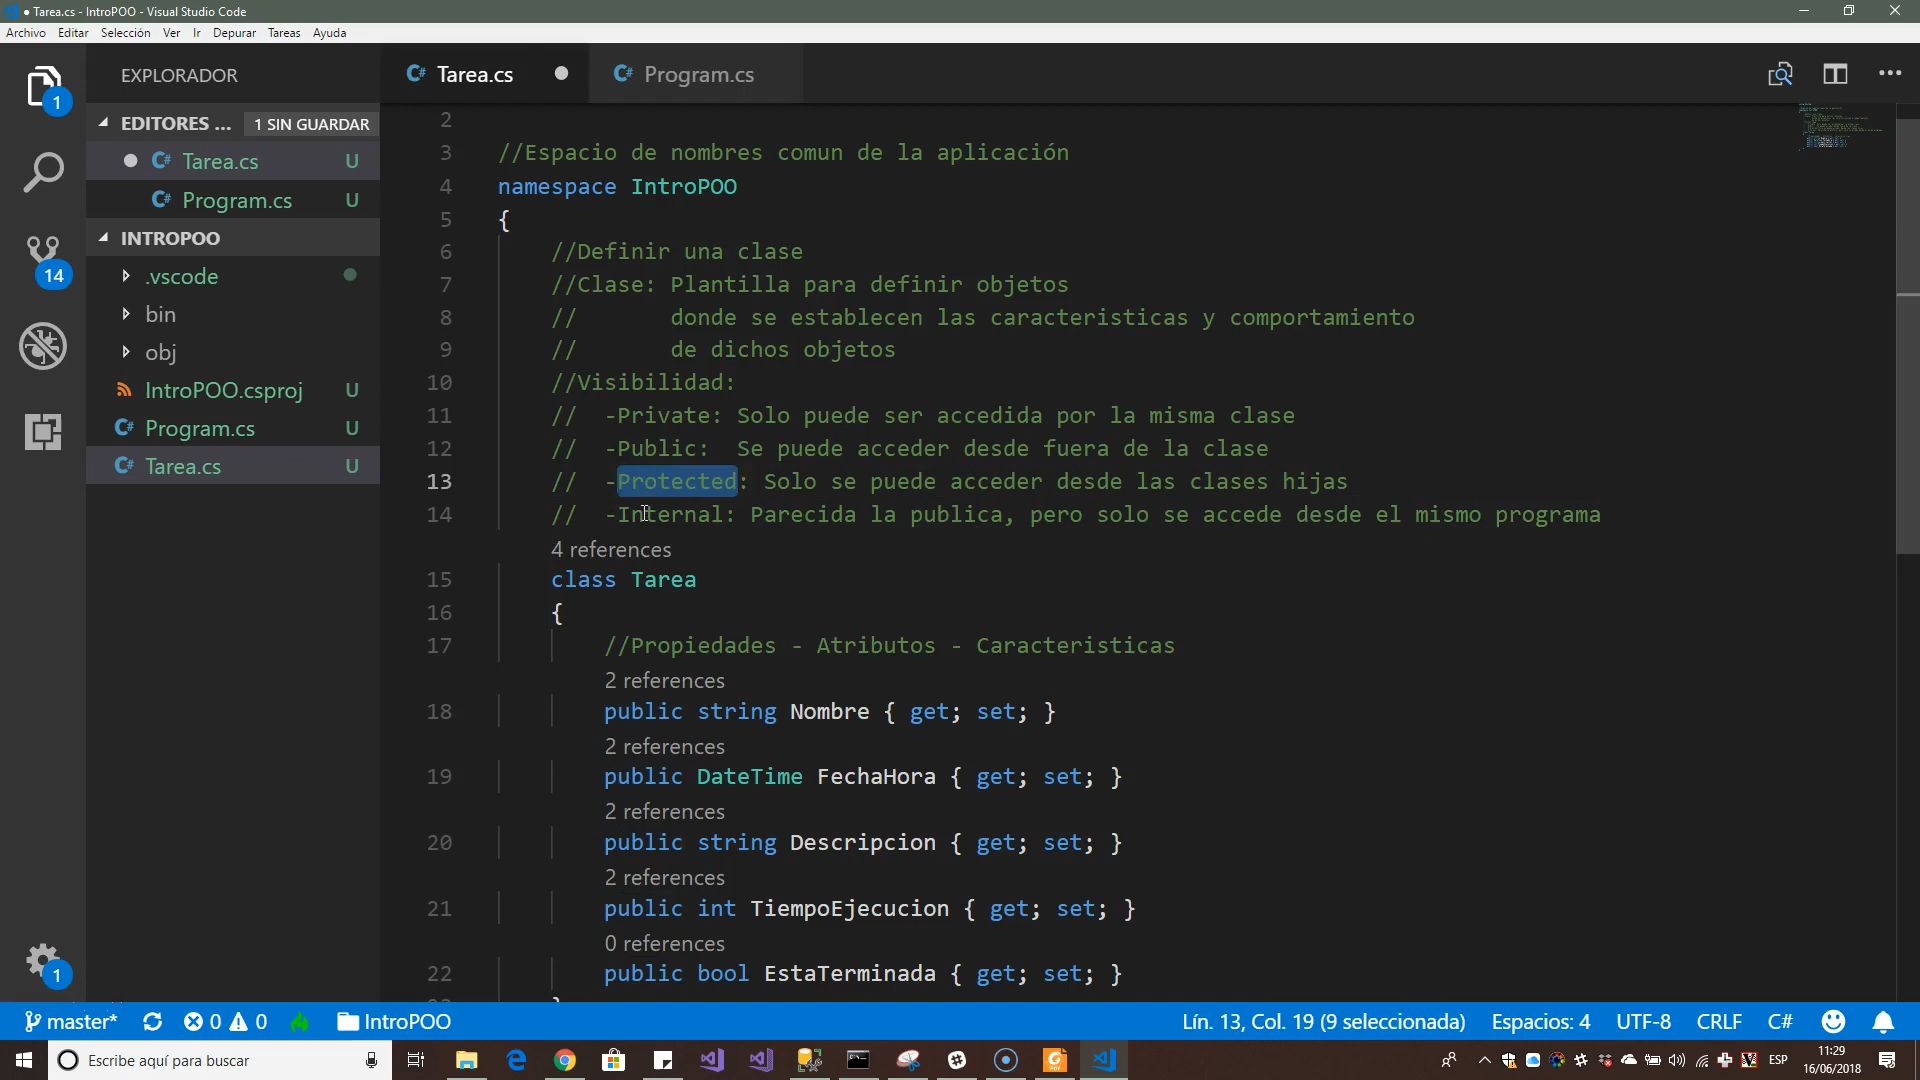 Tarea.cs - IntroPOO - Visual Studio Code
Archivo Editar Selección Ver Ir Depurar Tareas Ayuda
EXPLORADOR
EDITORES ... 1 SIN GUARDAR
Tarea.cs U
Program.cs U
INTROPOO
.vscode
bin
obj
IntroPOO.csproj U
Program.cs U
Tarea.cs U
1
14
1
Tarea.cs Program.cs
2
3 //Espacio de nombres comun de la aplicación
4 namespace IntroPOO
5 {
6 //Definir una clase
7 //Clase: Plantilla para definir objetos
8 // donde se establecen las caracteristicas y comportamiento
9 // de dichos objetos
10 //Visibilidad:
11 // -Private: Solo puede ser accedida por la misma clase
12 // -Public: Se puede acceder desde fuera de la clase
13 // -Protected: Solo se puede acceder desde las clases hijas
14 // -Internal: Parecida la publica, pero solo se accede desde el mismo programa
4 references
15 class Tarea
16 {
17 //Propiedades - Atributos - Caracteristicas
2 references
18 public string Nombre { get; set; }
2 references
19 public DateTime FechaHora { get; set; }
2 references
20 public string Descripcion { get; set; }
2 references
21 public int TiempoEjecucion { get; set; }
0 references
22 public bool EstaTerminada { get; set; }
master* 0 0 IntroPOO Lín. 13, Col. 19 (9 seleccionada) Espacios: 4 UTF-8 CRLF C#
Escribe aquí para buscar
ESP
11:29
16/06/2018